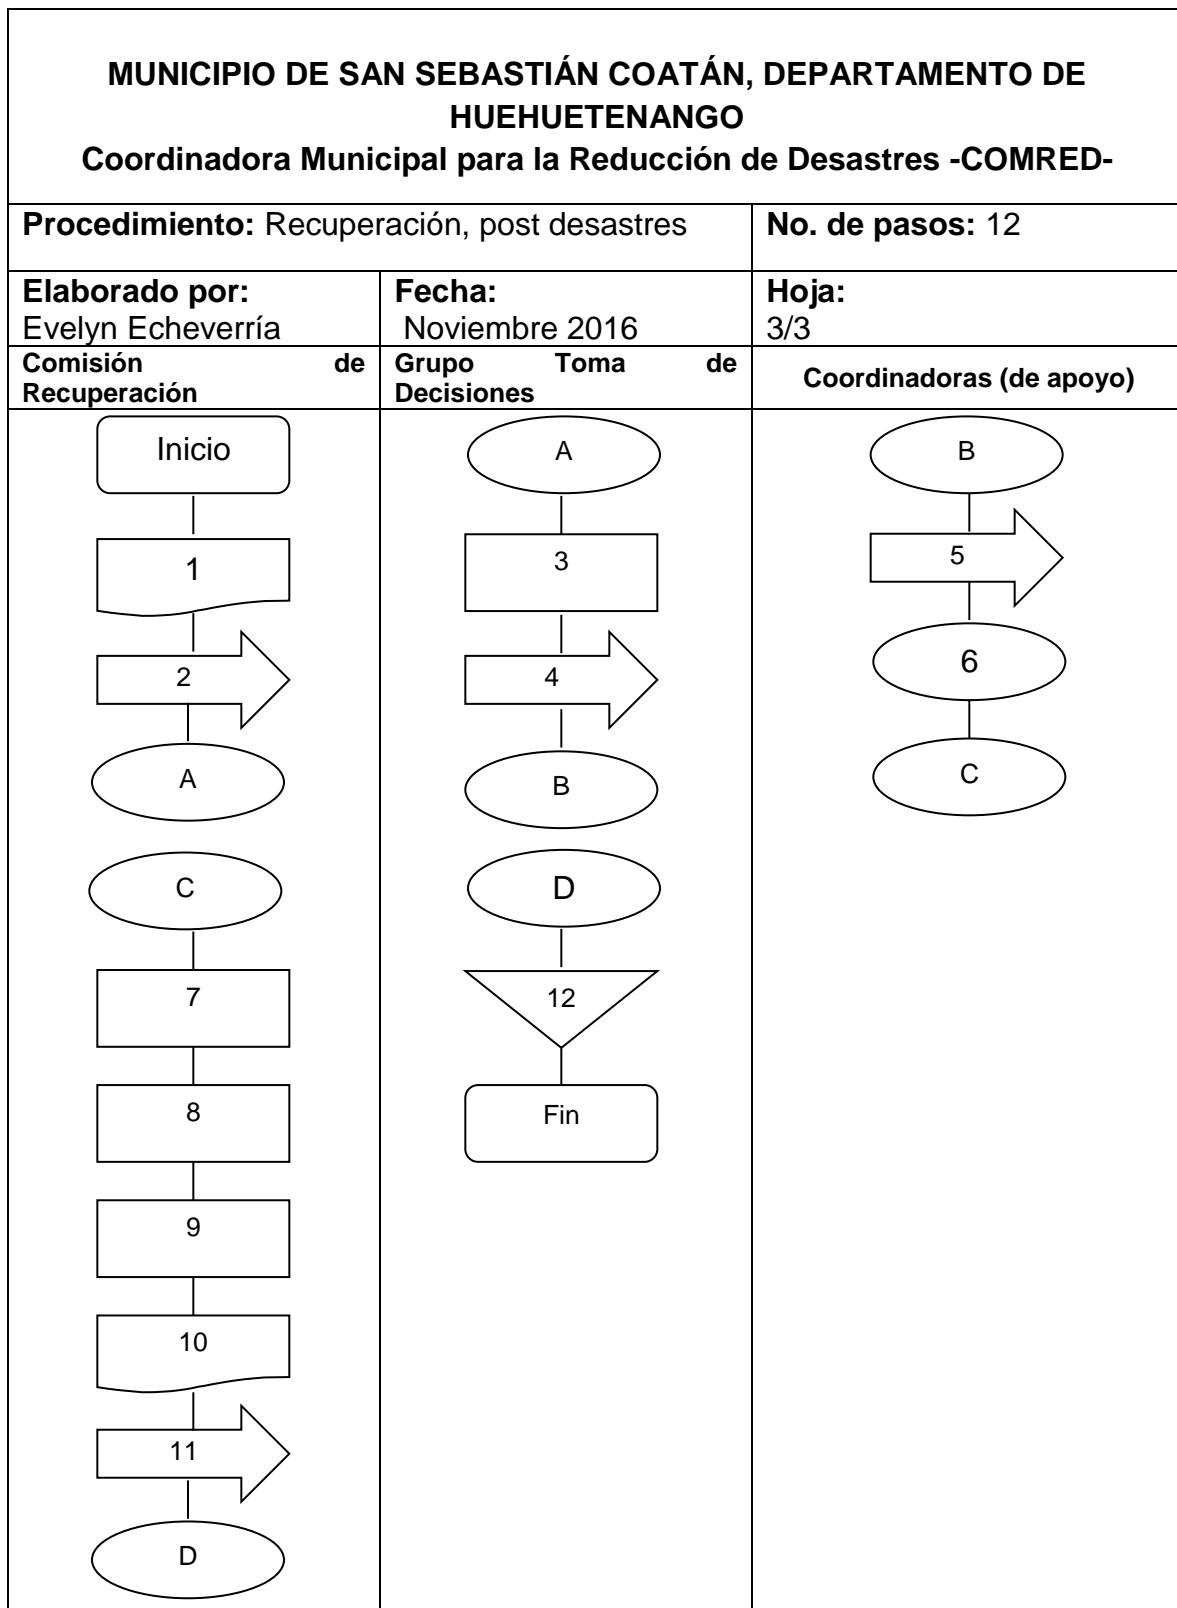 MUNICIPIO DE SAN SEBASTIÁN COATÁN, DEPARTAMENTO DE
HUEHUETENANGO
Coordinadora Municipal para la Reducción de Desastres -COMRED-
Procedimiento: Recuperación, post desastres
No. de pasos: 12
Elaborado por:
Evelyn Echeverría
Fecha:
Noviembre 2016
Hoja:
3/3
Comisión de
Recuperación
Grupo Toma de
Decisiones
Coordinadoras (de apoyo)
Inicio
1
2
A
C
7
8
9
10
11
D
A
3
4
B
D
12
Fin
B
5
6
C